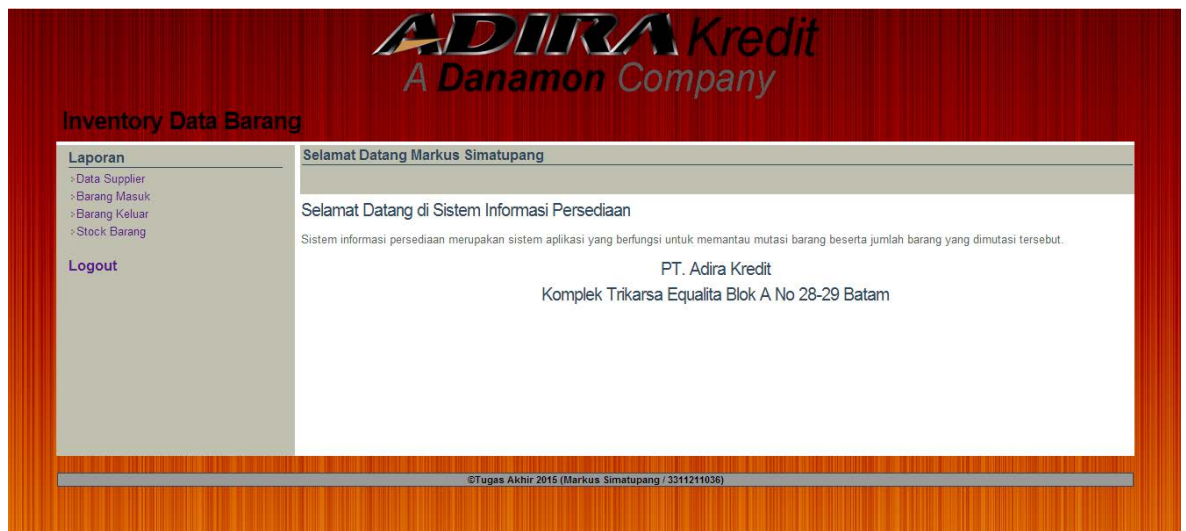 ADIRA Kredit
A Danamon Company
Inventory Data Barang
Laporan
>Data Supplier
>Barang Masuk
>Barang Keluar
>Stock Barang
Logout
Selamat Datang Markus Simatupang
Selamat Datang di Sistem Informasi Persediaan
Sistem informasi persediaan merupakan sistem aplikasi yang berfungsi untuk memantau mutasi barang beserta jumlah barang yang dimutasi tersebut.
PT. Adira Kredit
Komplek Trikarsa Equalita Blok A No 28-29 Batam
©Tugas Akhir 2015 (Markus Simatupang / 3311211036)